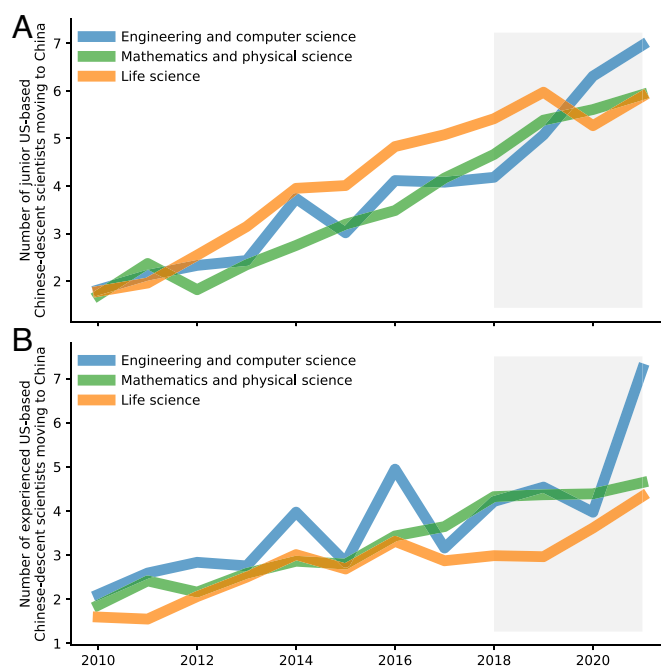 A
Number of junior US-based
Chinese-descent scientists moving to China
7
6
5
4
3
2
Engineering and computer science
Mathematics and physical science
Life science
B
Number of experienced US-based
Chinese-descent scientists moving to China
7
6
5
4
3
2
1
Engineering and computer science
Mathematics and physical science
Life science
2010 2012 2014 2016 2018 2020